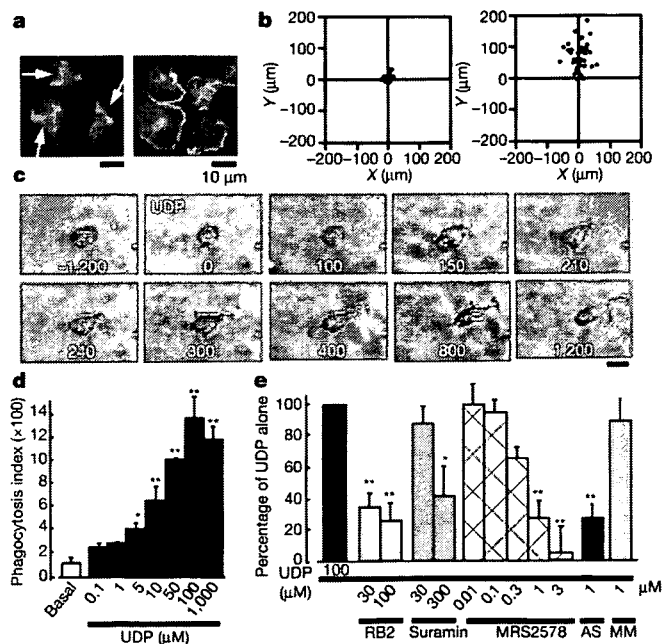 a
10 μm
b
Y (μm)
200
100
0
−100
−200
−200 −100 0 100 200
X (μm)
Y (μm)
200
100
0
−100
−200
−200 −100 0 100 200
X (μm)
c
UDP
−1,200
0
100
150
210
240
300
400
800
1,200
d
Phagocytosis index (×100)
14
12
10
8
6
4
2
0
* ** ** ** **
Basal
0.1 1 5 10 50 100 1,000
UDP (μM)
e
Percentage of UDP alone
100
80
60
40
20
0
** ** * ** ** **
UDP 100
(μM)
30 100 30 300 0.01 0.1 0.3 1 3 1 1 μM
RB2 Suramin MRS2578 AS MM